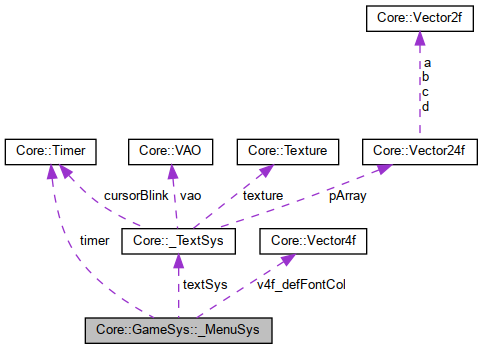 Core::Vector2f
a
b
c
d
Core::Timer
Core::VAO
Core::Texture
Core::Vector24f
cursorBlink
vao
texture
pArray
timer
Core::_TextSys
Core::Vector4f
textSys
v4f_defFontCol
Core::GameSys::_MenuSys